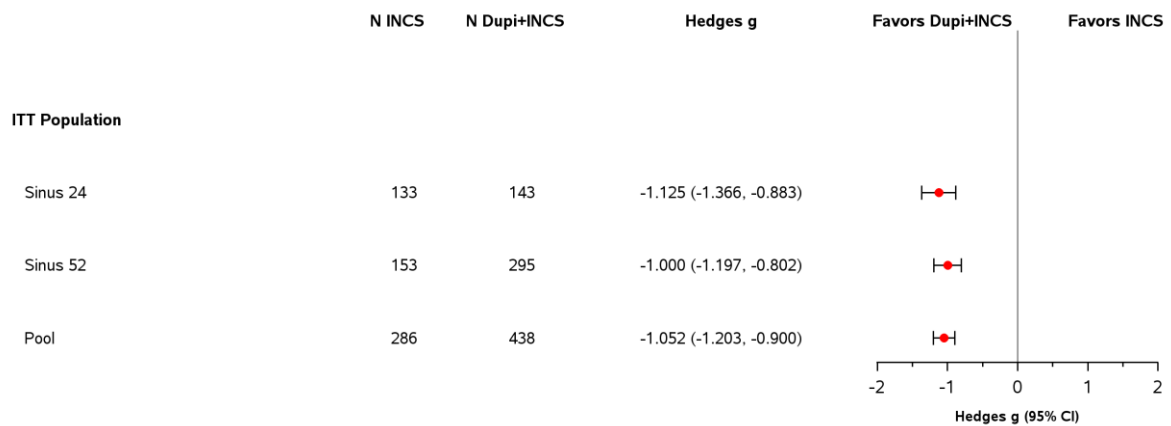 N INCS N Dupi+INCS Hedges g Favors Dupi+INCS Favors INCS
ITT Population
Sinus 24 133 143 -1.125 (-1.366, -0.883)
Sinus 52 153 295 -1.000 (-1.197, -0.802)
Pool 286 438 -1.052 (-1.203, -0.900)
-2 -1 0 1 2
Hedges g (95% CI)